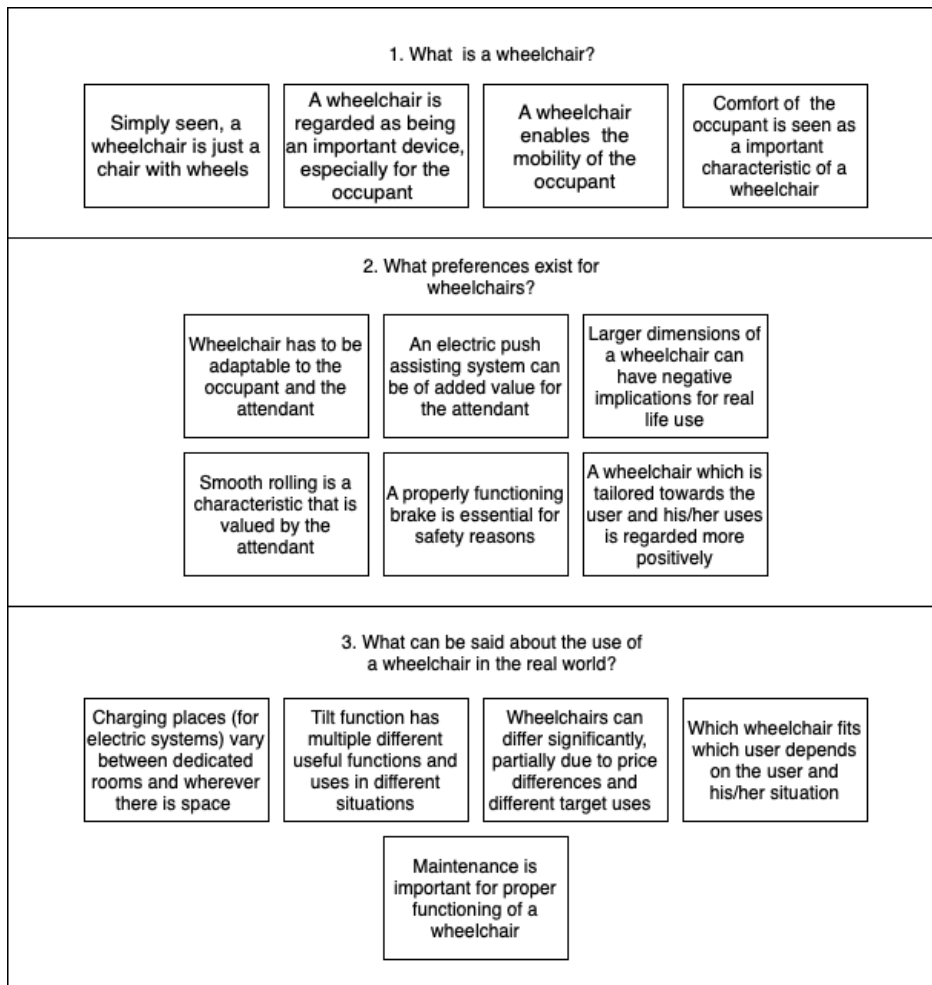 1. What is a wheelchair?
Simply seen, a
wheelchair is just a
chair with wheels
A wheelchair is
regarded as being
an important device,
especially for the
occupant
A wheelchair
enables the
mobility of the
occupant
Comfort of the
occupant is seen as
a important
characteristic of a
wheelchair
2. What preferences exist for
wheelchairs?
Wheelchair has to be
adaptable to the
occupant and the
attendant
An electric push
assisting system can
be of added value for
the attendant
Larger dimensions of
a wheelchair can
have negative
implications for real
life use
Smooth rolling is a
characteristic that is
valued by the
attendant
A properly functioning
brake is essential for
safety reasons
A wheelchair which is
tailored towards the
user and his/her uses
is regarded more
positively
3. What can be said about the use of
a wheelchair in the real world?
Charging places (for
electric systems) vary
between dedicated
rooms and wherever
there is space
Tilt function has
multiple different
useful functions and
uses in different
situations
Wheelchairs can
differ significantly,
partially due to price
differences and
different target uses
Which wheelchair fits
which user depends
on the user and
his/her situation
Maintenance is
important for proper
functioning of a
wheelchair